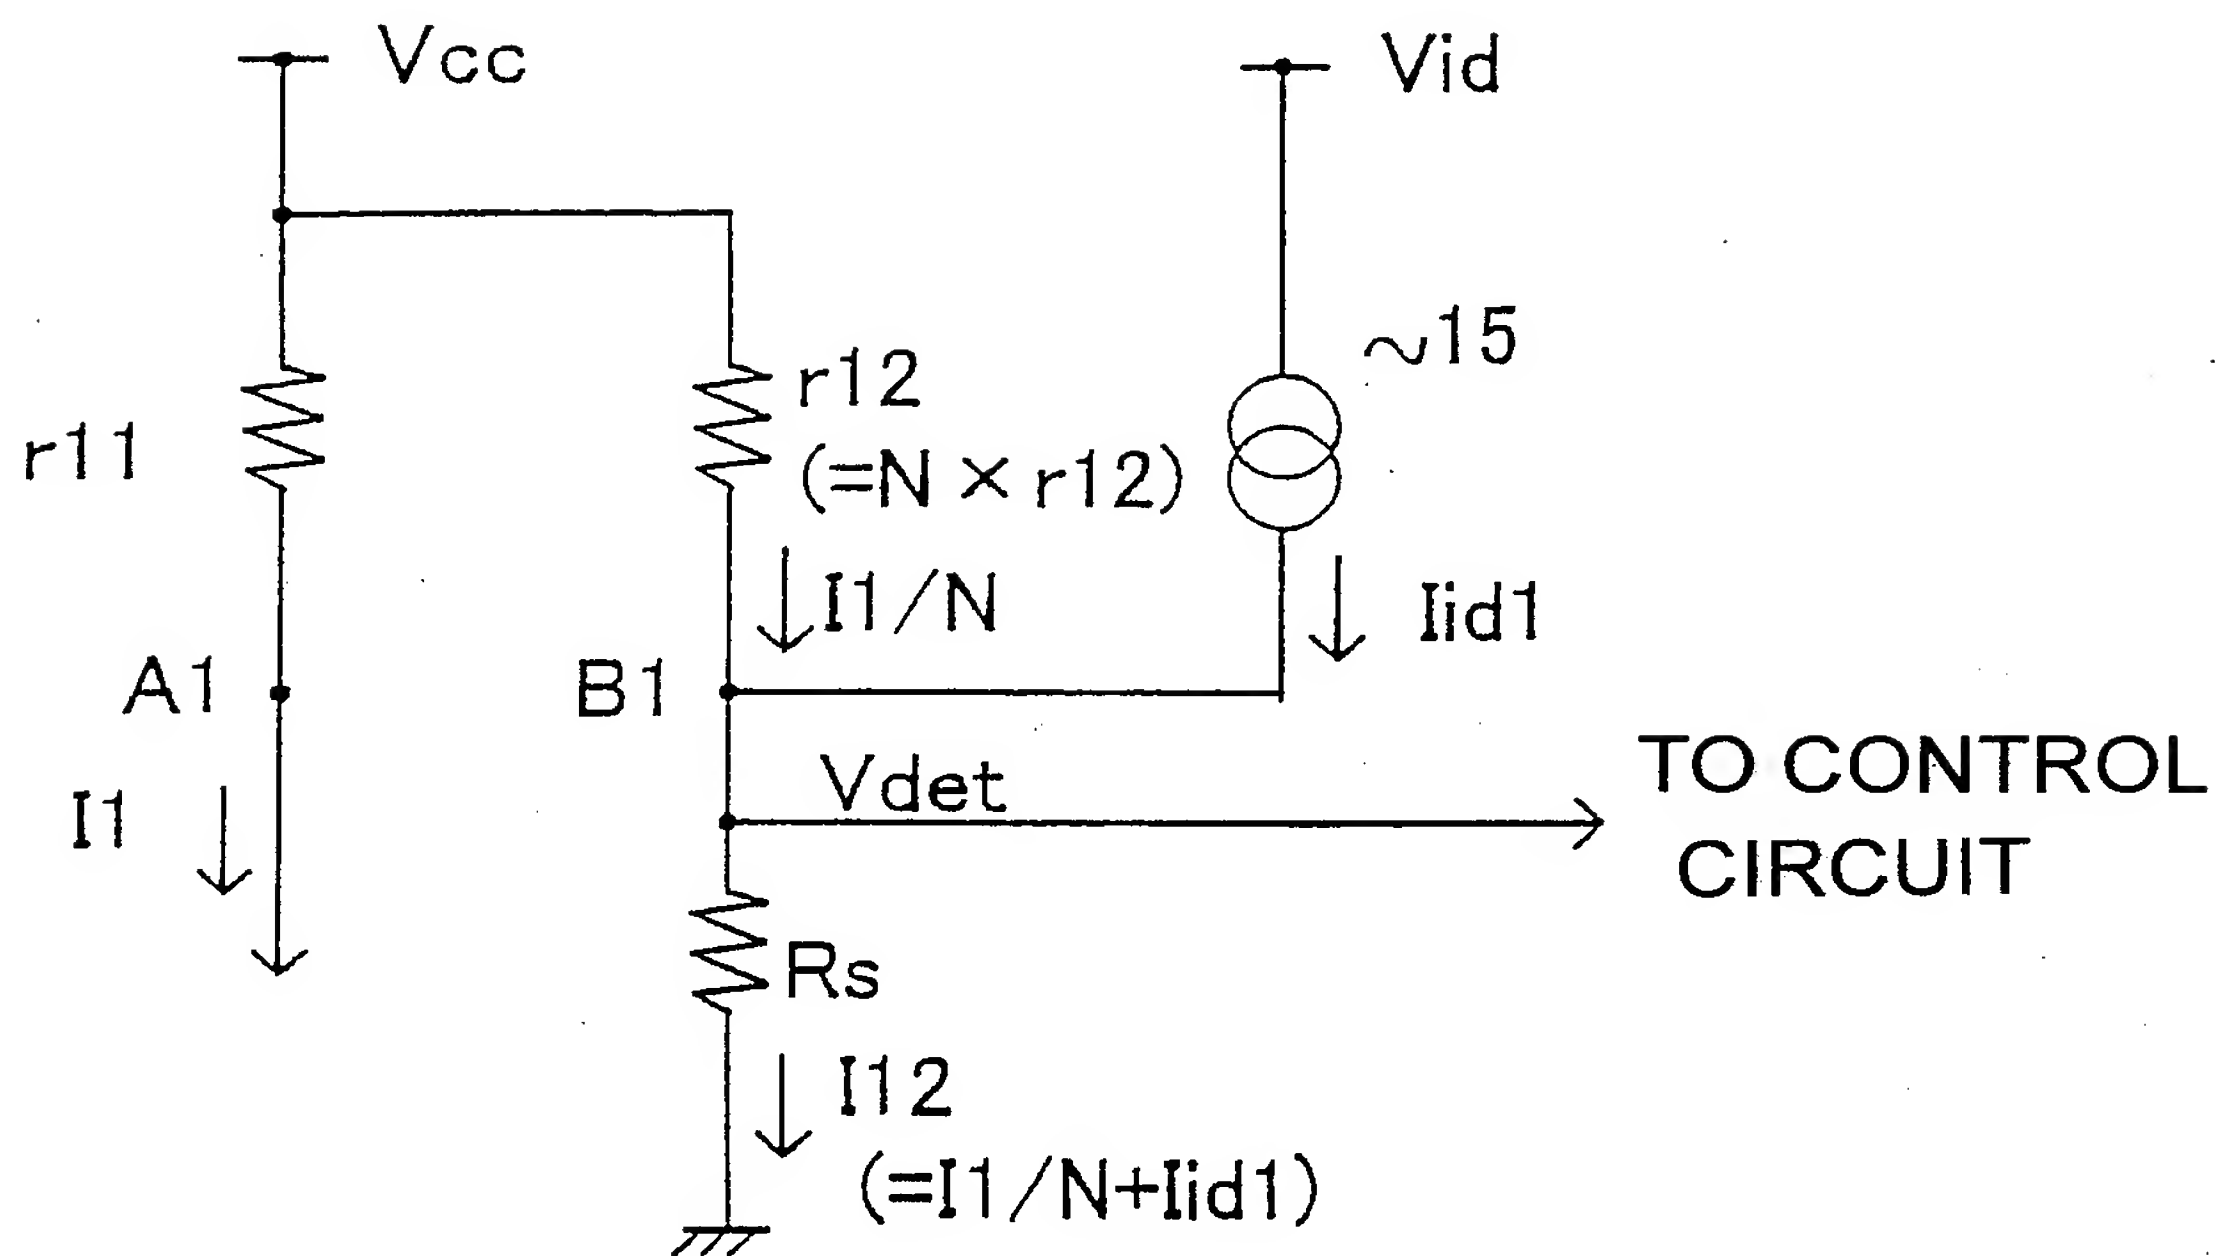 Vcc
Vid
~15
r12
r11
(=N × r12)
I1/N
Iid1
A1
B1
Vdet
TO CONTROL
I1
CIRCUIT
Rs
I12
(=I1/N+Iid1)